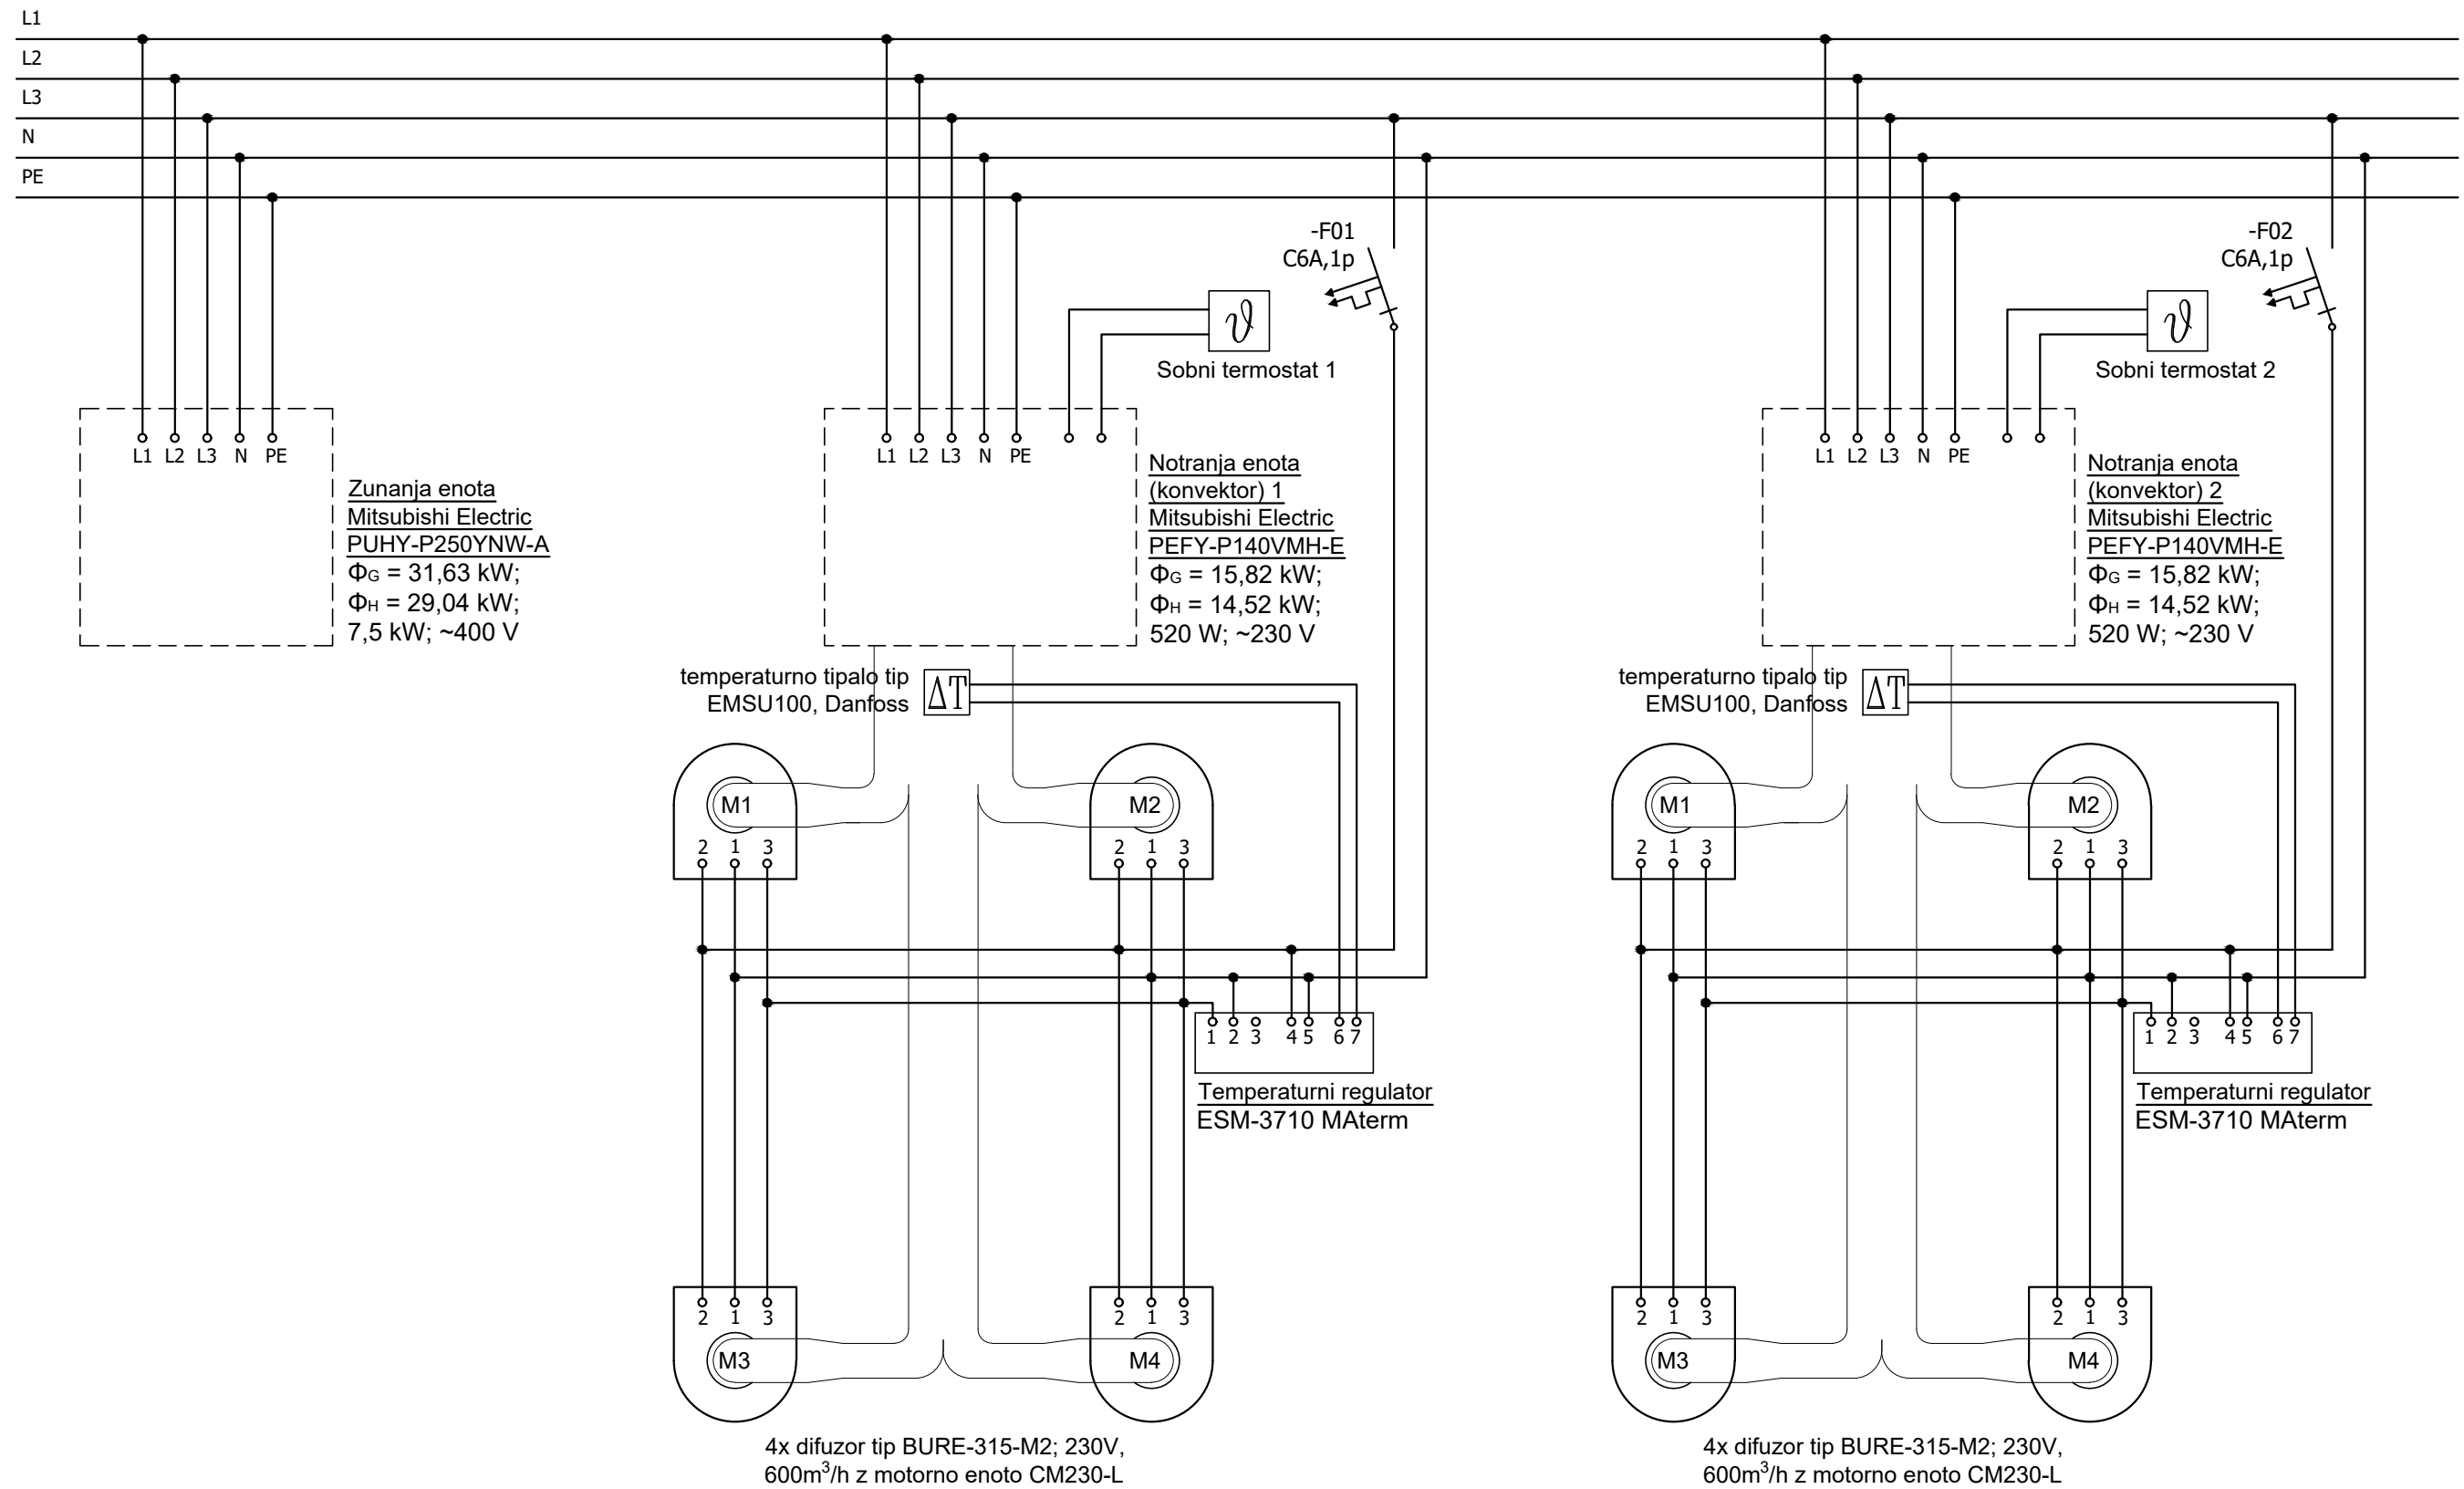 L1
L2
L3
N
PE
-F01
C6A,1p
-F02
C6A,1p
ϑ
Sobni termostat 1
ϑ
Sobni termostat 2
L1 L2 L3 N PE
Zunanja enota
Mitsubishi Electric
PUHY-P250YNW-A
ΦG = 31,63 kW;
ΦH = 29,04 kW;
7,5 kW; ~400 V
L1 L2 L3 N PE
Notranja enota
(konvektor) 1
Mitsubishi Electric
PEFY-P140VMH-E
ΦG = 15,82 kW;
ΦH = 14,52 kW;
520 W; ~230 V
L1 L2 L3 N PE
Notranja enota
(konvektor) 2
Mitsubishi Electric
PEFY-P140VMH-E
ΦG = 15,82 kW;
ΦH = 14,52 kW;
520 W; ~230 V
temperaturno tipalo tip
EMSU100, Danfoss
ΔT
M1
2 1 3
M2
2 1 3
1 2 3 4 5 6 7
Temperaturni regulator
ESM-3710 MAterm
2 1 3
M3
2 1 3
M4
4x difuzor tip BURE-315-M2; 230V,
600m³/h z motorno enoto CM230-L
temperaturno tipalo tip
EMSU100, Danfoss
ΔT
M1
2 1 3
M2
2 1 3
1 2 3 4 5 6 7
Temperaturni regulator
ESM-3710 MAterm
2 1 3
M3
2 1 3
M4
4x difuzor tip BURE-315-M2; 230V,
600m³/h z motorno enoto CM230-L